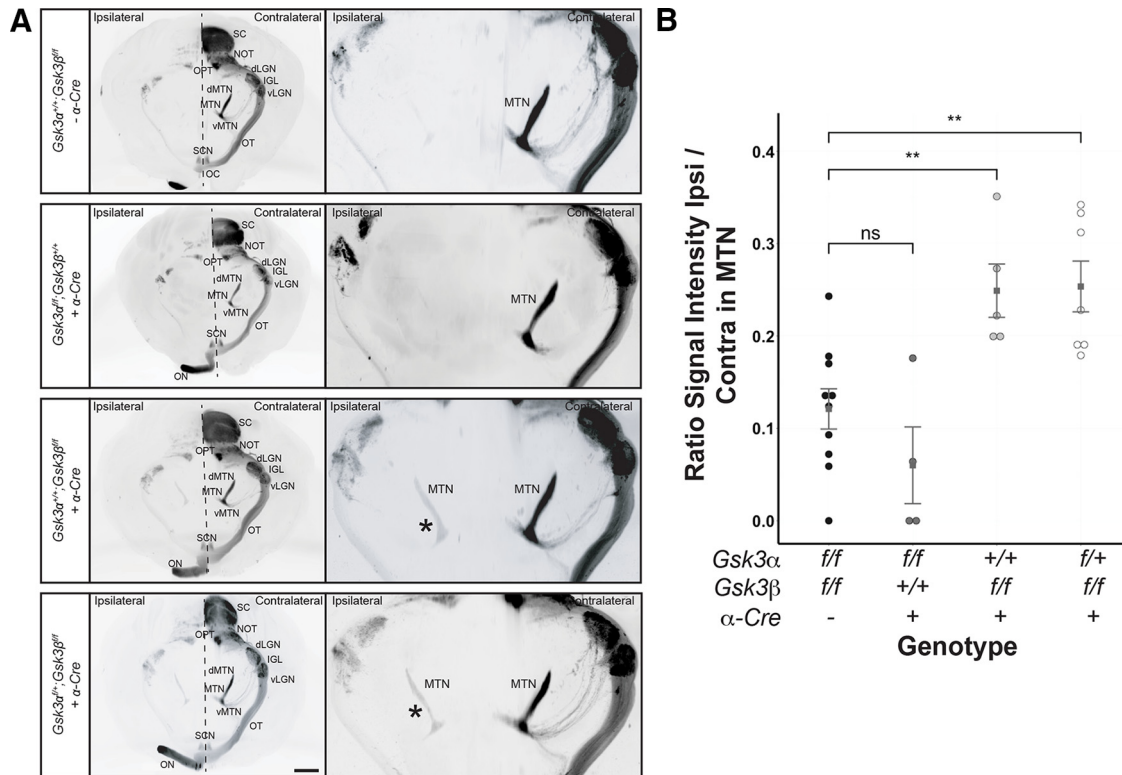 A
Gsk3α+/+;Gsk3βf/f
- α-Cre
Ipsilateral
Contralateral
SC
NOT
OPT
dLGN
IGL
vLGN
dMTN
MTN
vMTN
OT
SCN
OC
Ipsilateral
Contralateral
MTN
Gsk3αf/f;Gsk3β+/+
+ α-Cre
Ipsilateral
Contralateral
SC
NOT
OPT
dLGN
IGL
vLGN
dMTN
MTN
vMTN
OT
SCN
ON
Ipsilateral
Contralateral
MTN
Gsk3α+/+;Gsk3βf/f
+ α-Cre
Ipsilateral
Contralateral
SC
NOT
OPT
dLGN
IGL
vLGN
dMTN
MTN
vMTN
OT
SCN
ON
Ipsilateral
Contralateral
MTN
MTN
*
Gsk3αf/+;Gsk3βf/f
+ α-Cre
Ipsilateral
Contralateral
SC
NOT
OPT
dLGN
IGL
vLGN
dMTN
MTN
vMTN
OT
SCN
ON
Ipsilateral
Contralateral
MTN
MTN
*
B
Ratio Signal Intensity Ipsi /
Contra in MTN
**
**
ns
0.4
0.3
0.2
0.1
0.0
Gsk3α f/f f/f +/+ f/+
Gsk3β f/f +/+ f/f f/f
α-Cre - + + +
Genotype